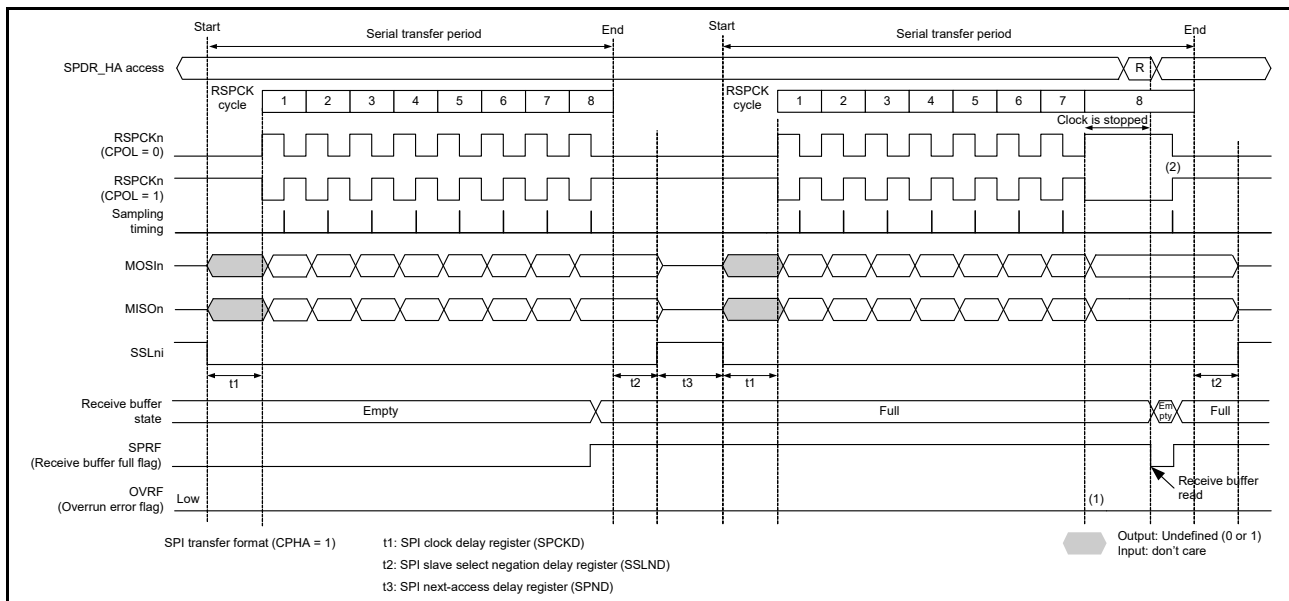 Start
Serial transfer period
End
Start
Serial transfer period
End
SPDR_HA access
R
RSPCK
cycle
1 2 3 4 5 6 7 8
RSPCK
cycle
1 2 3 4 5 6 7 8
Clock is stopped
RSPCKn
(CPOL = 0)
RSPCKn
(CPOL = 1)
(2)
Sampling
timing
MOSIn
MISOn
SSLni
t1
t2
t3
t1
t2
Receive buffer
state
Empty
Full
Em
pty
Full
SPRF
(Receive buffer full flag)
Receive buffer
read
OVRF
(Overrun error flag)
Low
(1)
SPI transfer format (CPHA = 1)
t1: SPI clock delay register (SPCKD)
t2: SPI slave select negation delay register (SSLND)
t3: SPI next-access delay register (SPND)
Output: Undefined (0 or 1)
Input: don't care